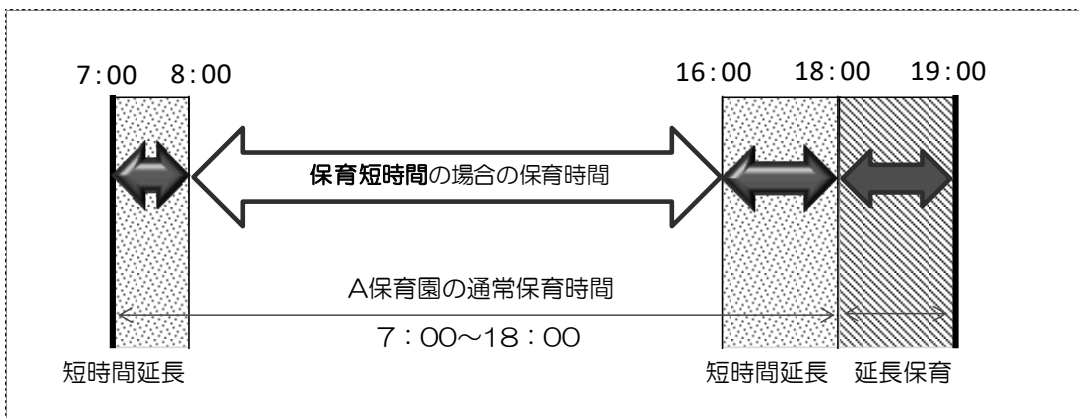 7:00 8:00 16:00 18:00 19:00
保育短時間の場合の保育時間
A保育園の通常保育時間
7：00～18：00
短時間延長 短時間延長 延長保育